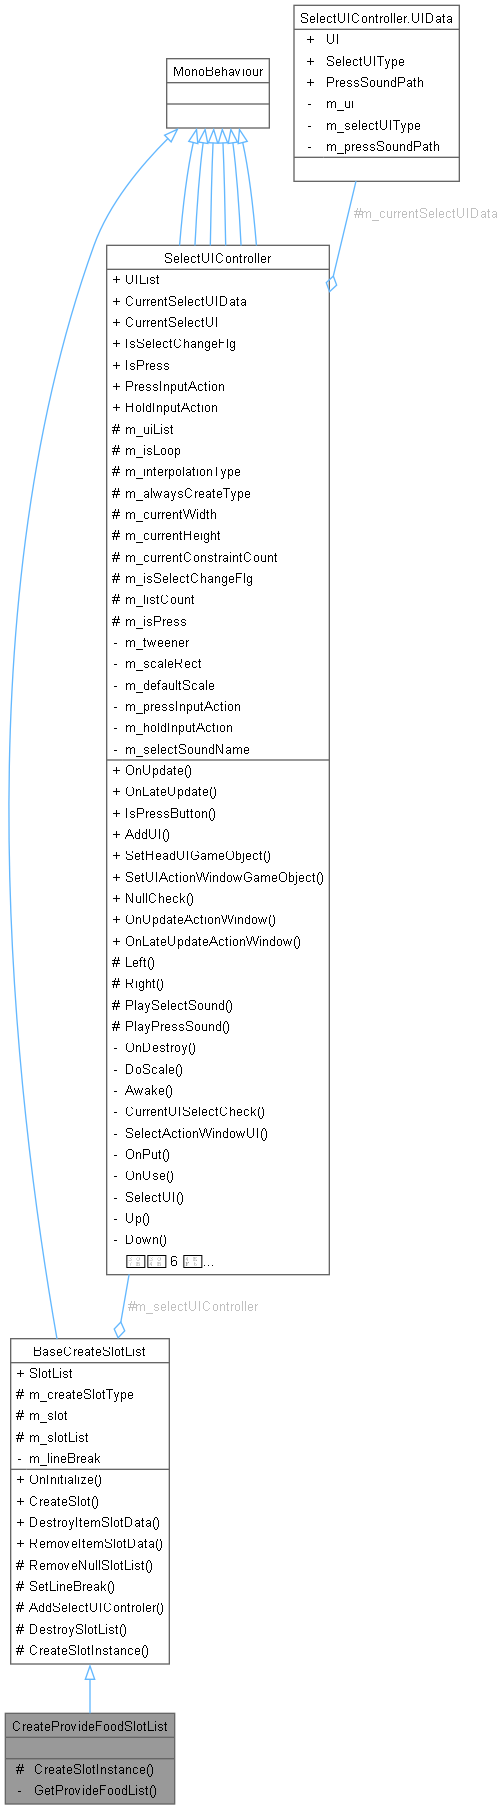 SelectUIController.UIData
+ UI
+ SelectUIType
+ PressSoundPath
- m_ui
- m_selectUIType
- m_pressSoundPath
MonoBehaviour
#m_currentSelectUIData
SelectUIController
+ UIList
+ CurrentSelectUIData
+ CurrentSelectUI
+ IsSelectChangeFlg
+ IsPress
+ PressInputAction
+ HoldInputAction
# m_uiList
# m_isLoop
# m_interpolationType
# m_alwaysCreateType
# m_currentWidth
# m_currentHeight
# m_currentConstraintCount
# m_isSelectChangeFlg
# m_listCount
# m_isPress
- m_tweener
- m_scaleRect
- m_defaultScale
- m_pressInputAction
- m_holdInputAction
- m_selectSoundName
+ OnUpdate()
+ OnLateUpdate()
+ IsPressButton()
+ AddUI()
+ SetHeadUIGameObject()
+ SetUIActionWindowGameObject()
+ NullCheck()
+ OnUpdateActionWindow()
+ OnLateUpdateActionWindow()
# Left()
# Right()
# PlaySelectSound()
# PlayPressSound()
- OnDestroy()
- DoScale()
- Awake()
- CurrentUISelectCheck()
- SelectActionWindowUI()
- OnPut()
- OnUse()
- SelectUI()
- Up()
- Down()
6 ...
#m_selectUIController
BaseCreateSlotList
+ SlotList
# m_createSlotType
# m_slot
# m_slotList
- m_lineBreak
+ OnInitialize()
+ CreateSlot()
+ DestroyItemSlotData()
+ RemoveItemSlotData()
# RemoveNullSlotList()
# SetLineBreak()
# AddSelectUIControler()
# DestroySlotList()
# CreateSlotInstance()
CreateProvideFoodSlotList
# CreateSlotInstance()
- GetProvideFoodList()